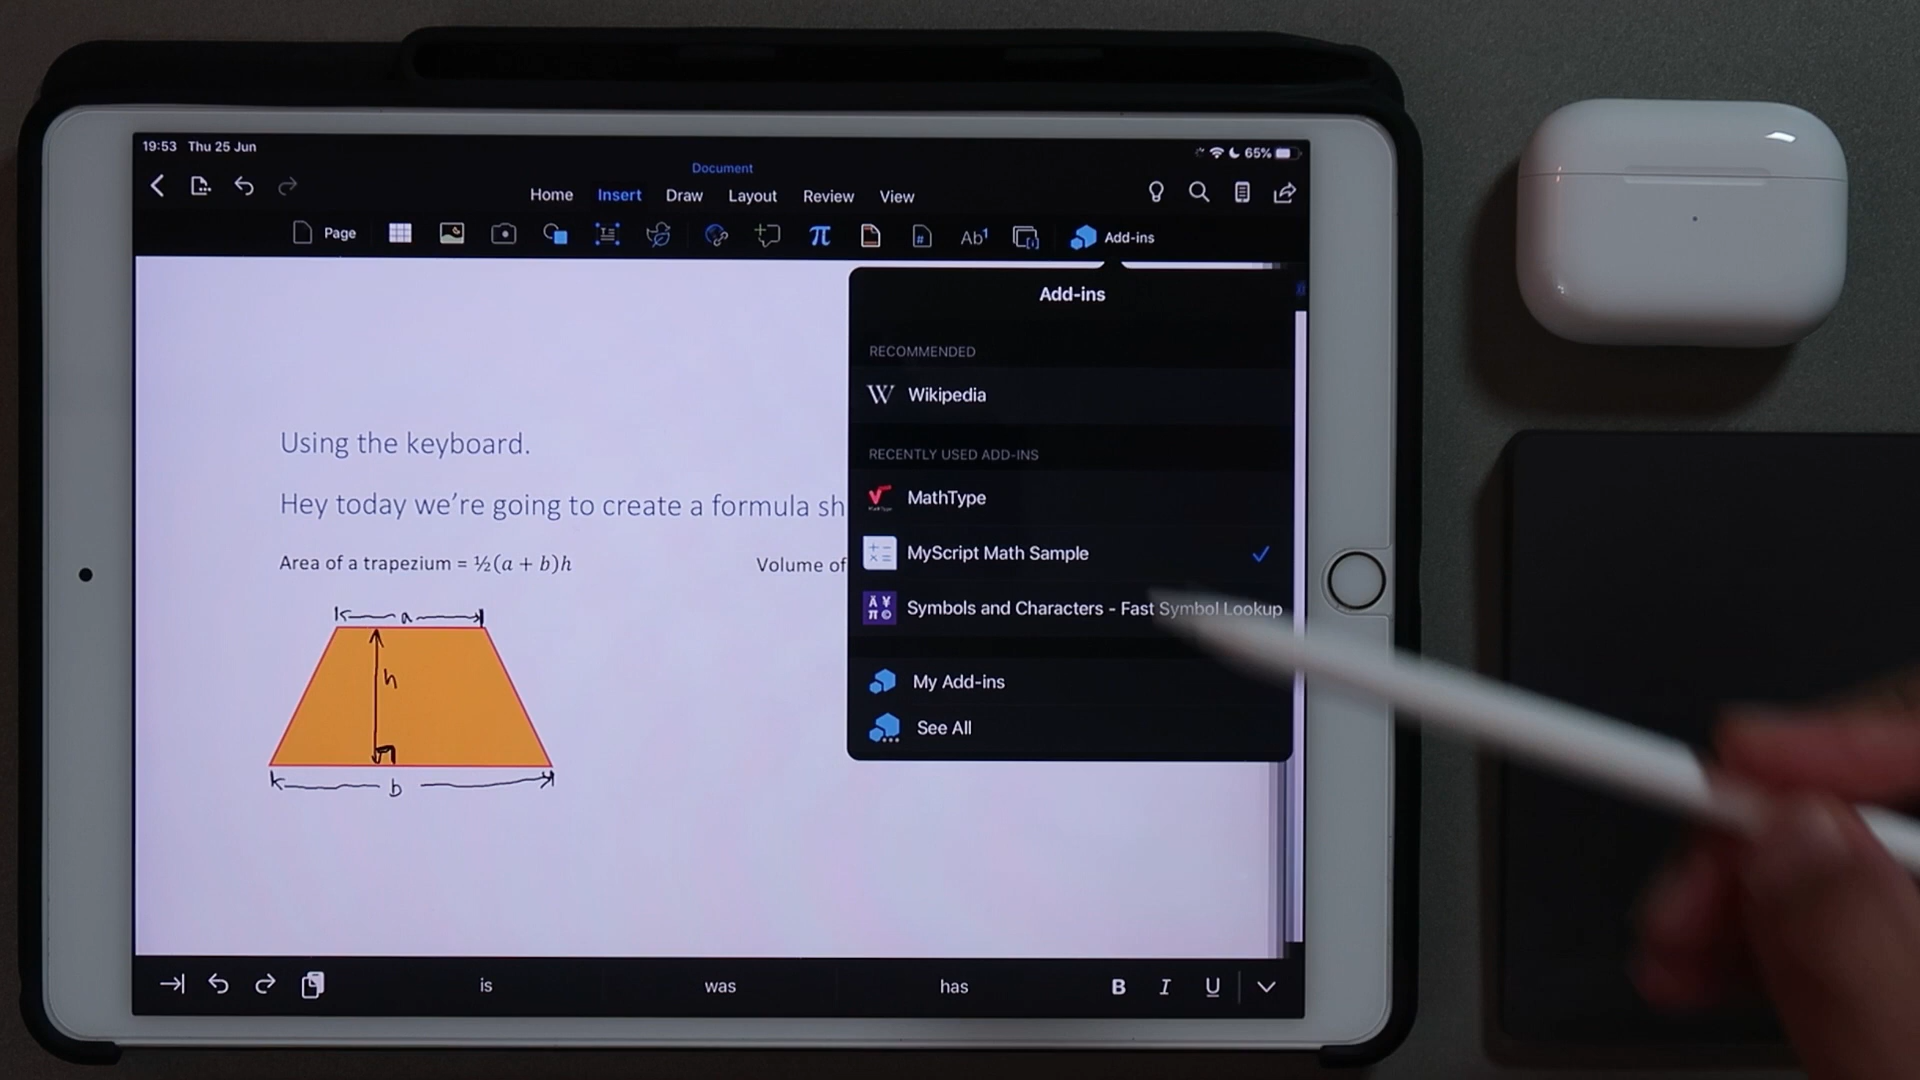 19:53 Thu 25 Jun
65%
Document
Home Insert Draw Layout Review View
Page Ab¹ Add-ins
Add-ins
RECOMMENDED
Wikipedia
RECENTLY USED ADD-INS
MathType
MyScript Math Sample
Symbols and Characters - Fast Symbol Lookup
My Add-ins
See All
Using the keyboard.
Hey today we're going to create a formula sh
Area of a trapezium = ½(a + b)h
Volume of
a
h
b
is was has
B I U